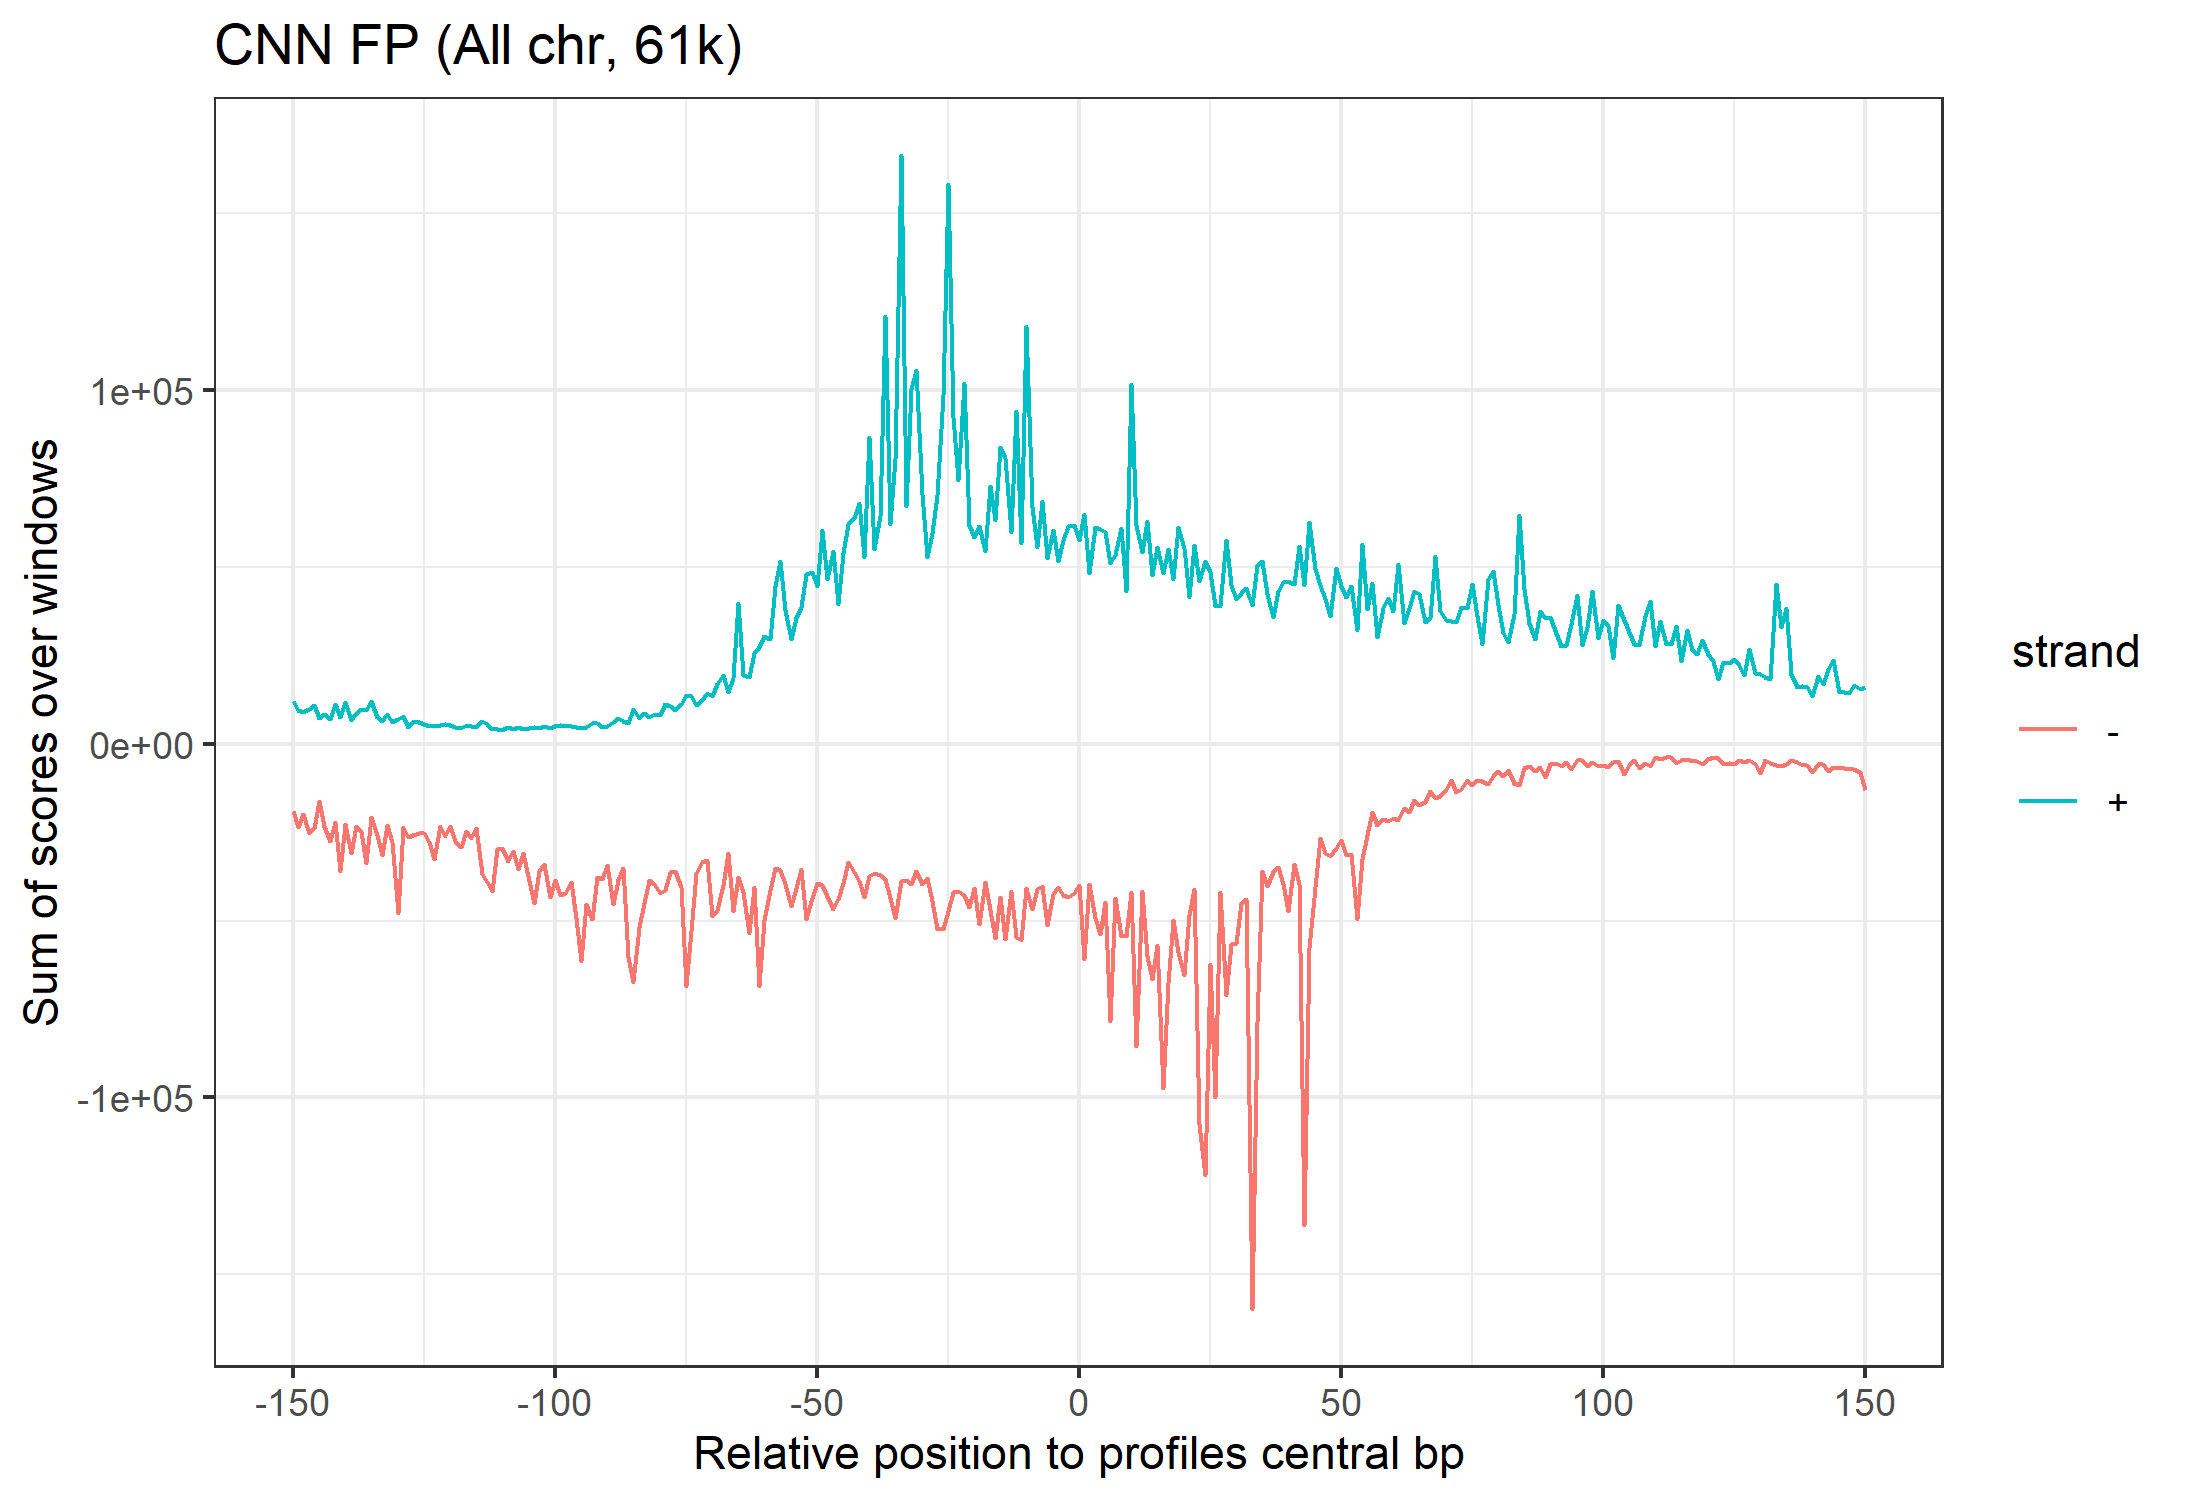 CNN FP (All chr, 61k)
Sum of scores over windows
1e+05
0e+00
-1e+05
-150 -100 -50 0 50 100 150
Relative position to profiles central bp
strand
-
+